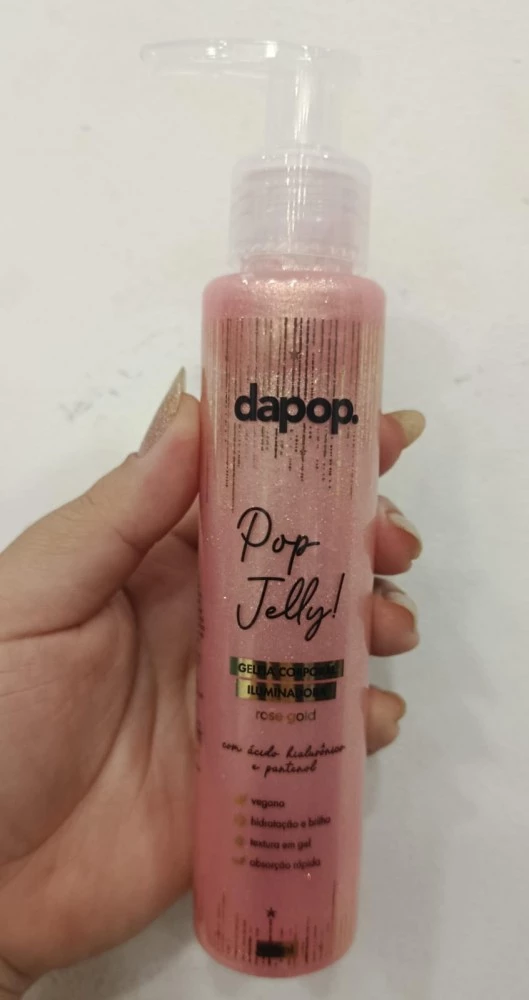 dapop.
Pop
Jelly!
GELEIA CORPORAL
ILUMINADORA
rose gold
com ácido hialurônico
e pantenol
vegana
hidratação e brilho
textura em gel
absorção rápida